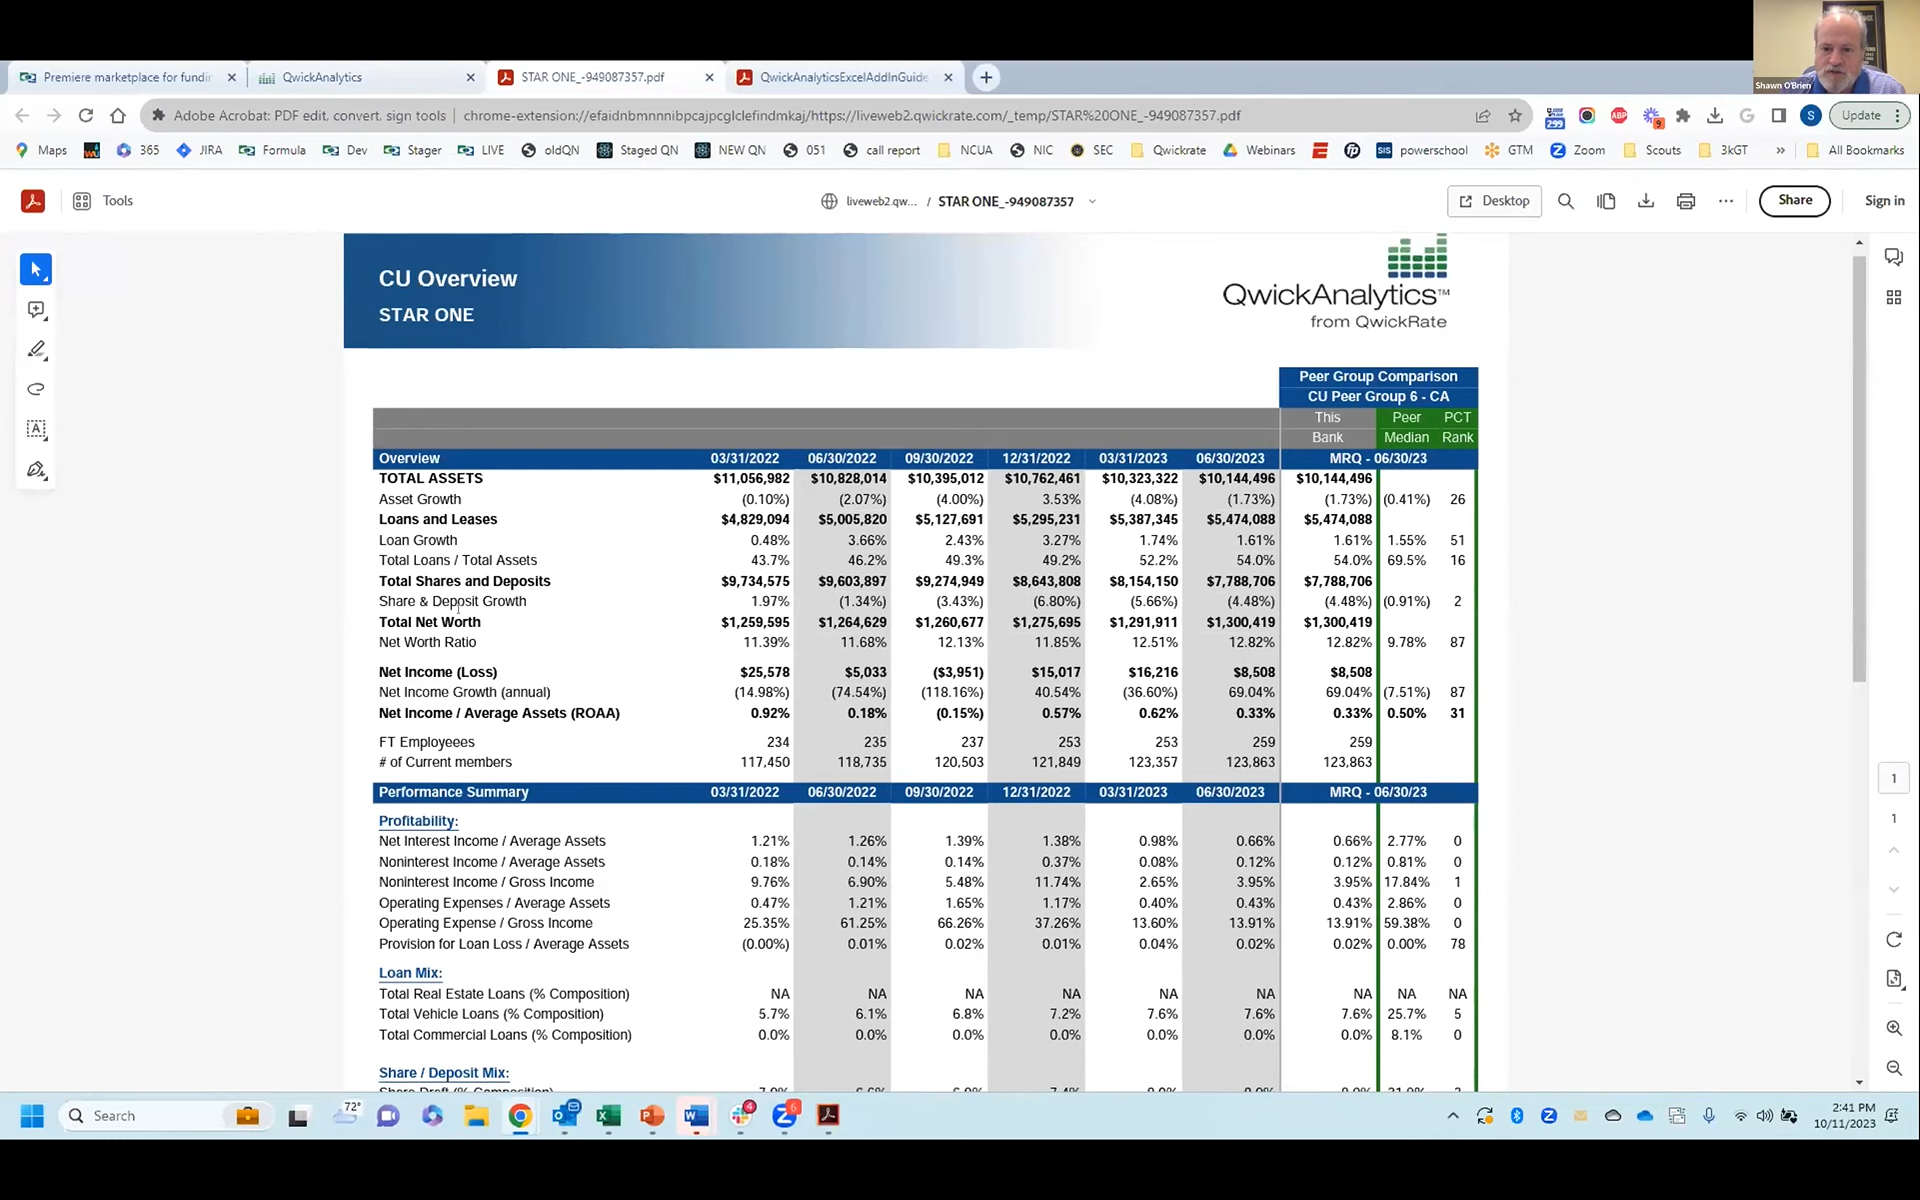 Shawn O'Brien
Premiere marketplace for fundin
QwickAnalytics
STAR ONE_-949087357.pdf
QwickAnalyticsExcelAddInGuide
Adobe Acrobat: PDF edit, convert, sign tools
chrome-extension://efaidnbmnnnibpcajpcglclefindmkaj/https://liveweb2.qwickrate.com/_temp/STAR%20ONE_-949087357.pdf
299
ABP
9
S
Update
Maps
365
JIRA
Formula
Dev
Stager
LIVE
oldQN
Staged QN
NEW QN
051
call report
NCUA
NIC
SEC
Qwickrate
Webinars
SIS
powerschool
GTM
Zoom
Scouts
3kGT
»
All Bookmarks
Tools
liveweb2.qw... / STAR ONE_-949087357
Desktop
Share
Sign in
CU Overview
STAR ONE
QwickAnalytics™
from QwickRate
Peer Group Comparison
CU Peer Group 6 - CA
This Peer PCT
Bank Median Rank
Overview 03/31/2022 06/30/2022 09/30/2022 12/31/2022 03/31/2023 06/30/2023 MRQ - 06/30/23
TOTAL ASSETS $11,056,982 $10,828,014 $10,395,012 $10,762,461 $10,323,322 $10,144,496 $10,144,496
Asset Growth (0.10%) (2.07%) (4.00%) 3.53% (4.08%) (1.73%) (1.73%) (0.41%) 26
Loans and Leases $4,829,094 $5,005,820 $5,127,691 $5,295,231 $5,387,345 $5,474,088 $5,474,088
Loan Growth 0.48% 3.66% 2.43% 3.27% 1.74% 1.61% 1.61% 1.55% 51
Total Loans / Total Assets 43.7% 46.2% 49.3% 49.2% 52.2% 54.0% 54.0% 69.5% 16
Total Shares and Deposits $9,734,575 $9,603,897 $9,274,949 $8,643,808 $8,154,150 $7,788,706 $7,788,706
Share & Deposit Growth 1.97% (1.34%) (3.43%) (6.80%) (5.66%) (4.48%) (4.48%) (0.91%) 2
Total Net Worth $1,259,595 $1,264,629 $1,260,677 $1,275,695 $1,291,911 $1,300,419 $1,300,419
Net Worth Ratio 11.39% 11.68% 12.13% 11.85% 12.51% 12.82% 12.82% 9.78% 87
Net Income (Loss) $25,578 $5,033 ($3,951) $15,017 $16,216 $8,508 $8,508
Net Income Growth (annual) (14.98%) (74.54%) (118.16%) 40.54% (36.60%) 69.04% 69.04% (7.51%) 87
Net Income / Average Assets (ROAA) 0.92% 0.18% (0.15%) 0.57% 0.62% 0.33% 0.33% 0.50% 31
FT Employeees 234 235 237 253 253 259 259
# of Current members 117,450 118,735 120,503 121,849 123,357 123,863 123,863
Performance Summary 03/31/2022 06/30/2022 09/30/2022 12/31/2022 03/31/2023 06/30/2023 MRQ - 06/30/23
Profitability:
Net Interest Income / Average Assets 1.21% 1.26% 1.39% 1.38% 0.98% 0.66% 0.66% 2.77% 0
Noninterest Income / Average Assets 0.18% 0.14% 0.14% 0.37% 0.08% 0.12% 0.12% 0.81% 0
Noninterest Income / Gross Income 9.76% 6.90% 5.48% 11.74% 2.65% 3.95% 3.95% 17.84% 1
Operating Expenses / Average Assets 0.47% 1.21% 1.65% 1.17% 0.40% 0.43% 0.43% 2.86% 0
Operating Expense / Gross Income 25.35% 61.25% 66.26% 37.26% 13.60% 13.91% 13.91% 59.38% 0
Provision for Loan Loss / Average Assets (0.00%) 0.01% 0.02% 0.01% 0.04% 0.02% 0.02% 0.00% 78
Loan Mix:
Total Real Estate Loans (% Composition) NA NA NA NA NA NA NA NA NA
Total Vehicle Loans (% Composition) 5.7% 6.1% 6.8% 7.2% 7.6% 7.6% 7.6% 25.7% 5
Total Commercial Loans (% Composition) 0.0% 0.0% 0.0% 0.0% 0.0% 0.0% 0.0% 8.1% 0
Share / Deposit Mix:
1
1
Search
72°
4
6
2:41 PM
10/11/2023